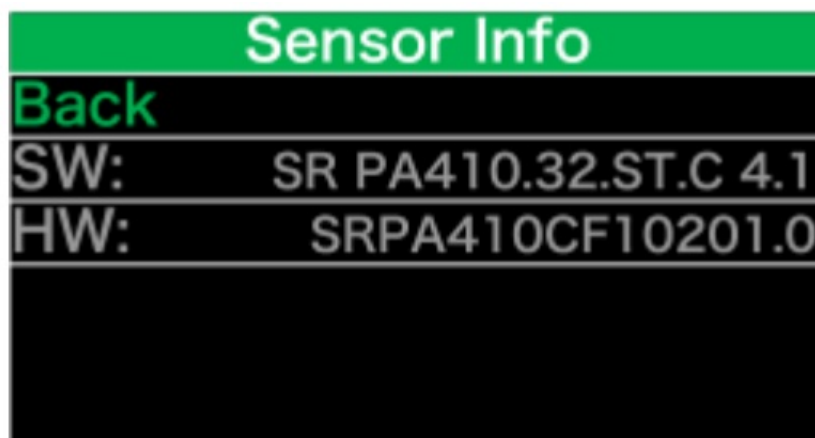 Sensor Info
Back
SW: SR PA410.32.ST.C 4.1
HW: SRPA410CF10201.0